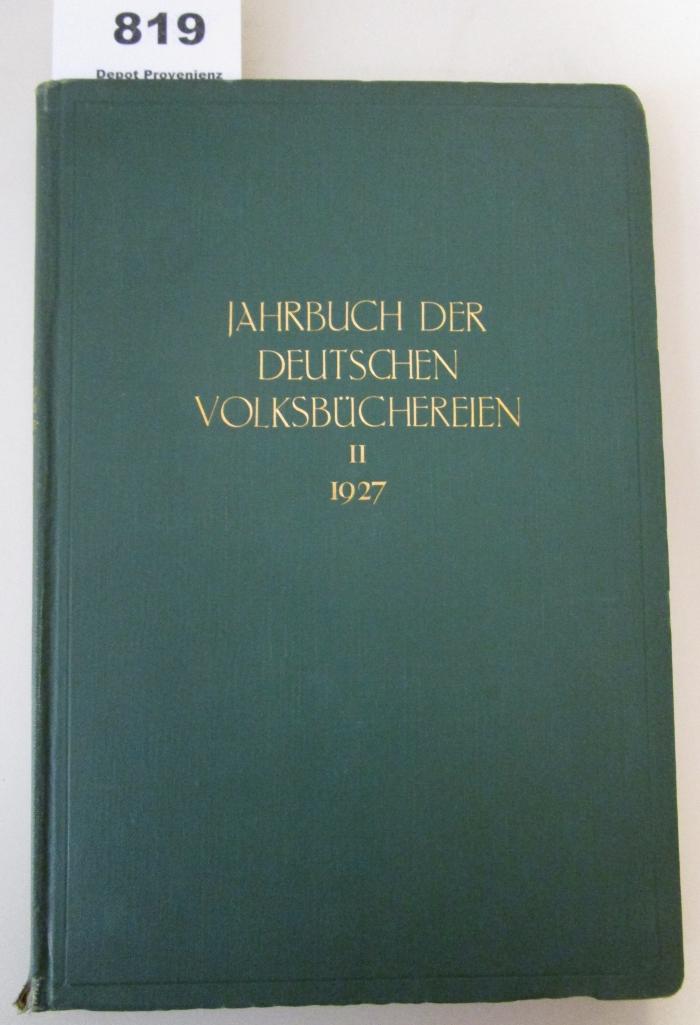 819
Depot Provenienz
JAHRBUCH DER
DEUTSCHEN
VOLKSBÜCHEREIEN
II
1927